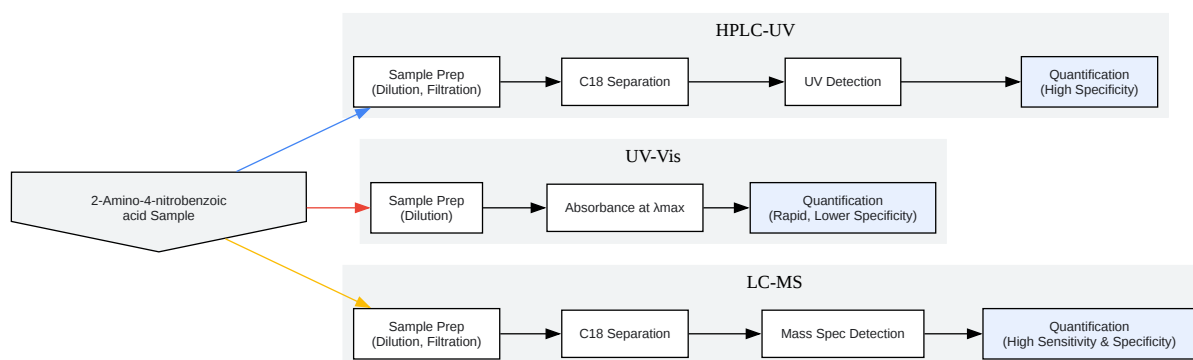 HPLC-UV
Sample Prep
(Dilution, Filtration)
C18 Separation
UV Detection
Quantification
(High Specificity)
2-Amino-4-nitrobenzoic
acid Sample
UV-Vis
Sample Prep
(Dilution)
Absorbance at λmax
Quantification
(Rapid, Lower Specificity)
LC-MS
Sample Prep
(Dilution, Filtration)
C18 Separation
Mass Spec Detection
Quantification
(High Sensitivity & Specificity)